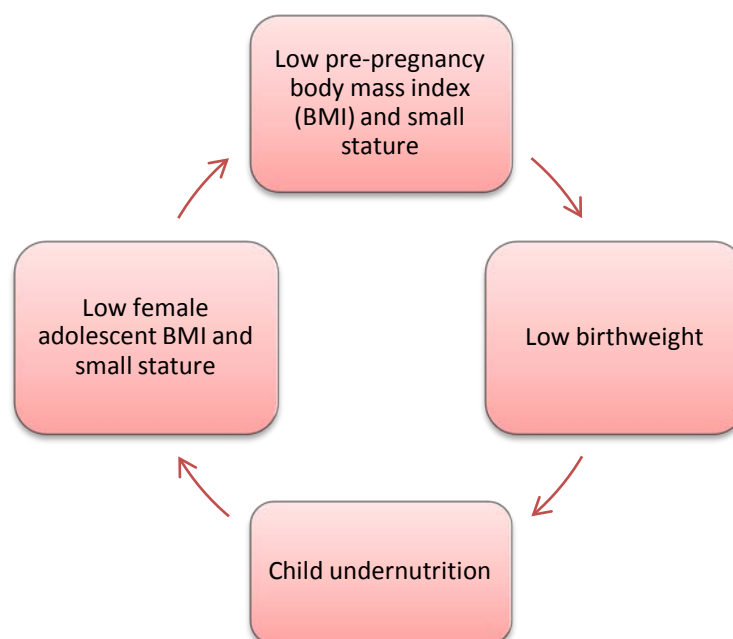 Low pre-pregnancy
body mass index
(BMI) and small
stature
Low female
adolescent BMI and
small stature
Low birthweight
Child undernutrition